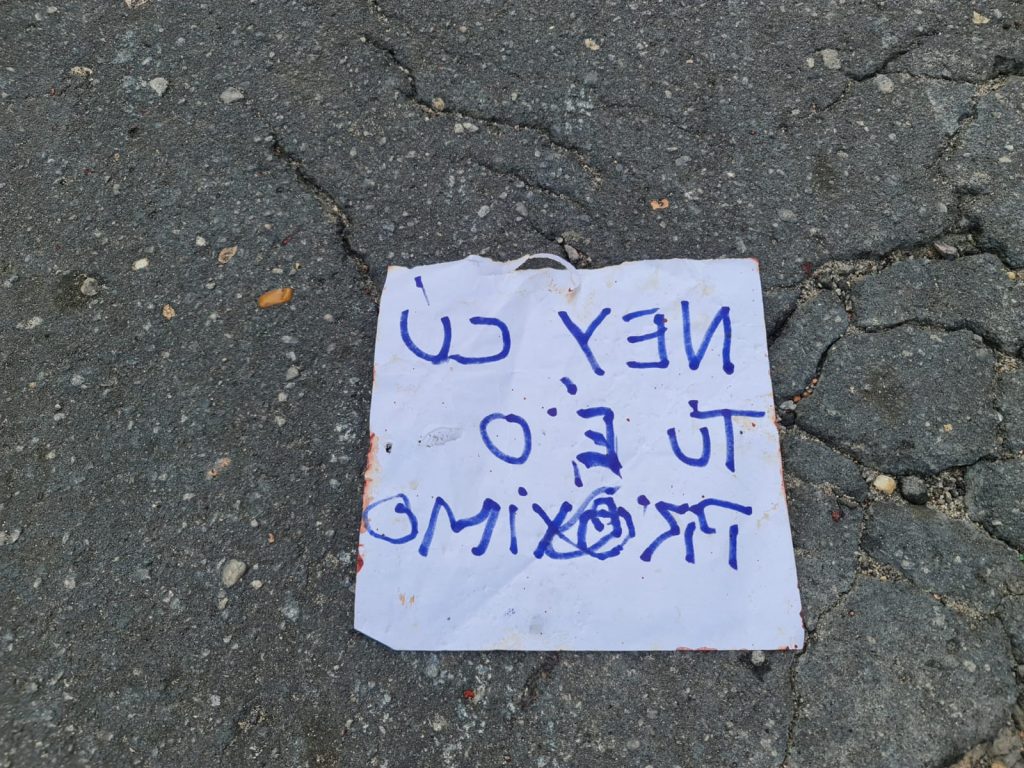 NEY CÚ
TU É O
PRÓXIMO